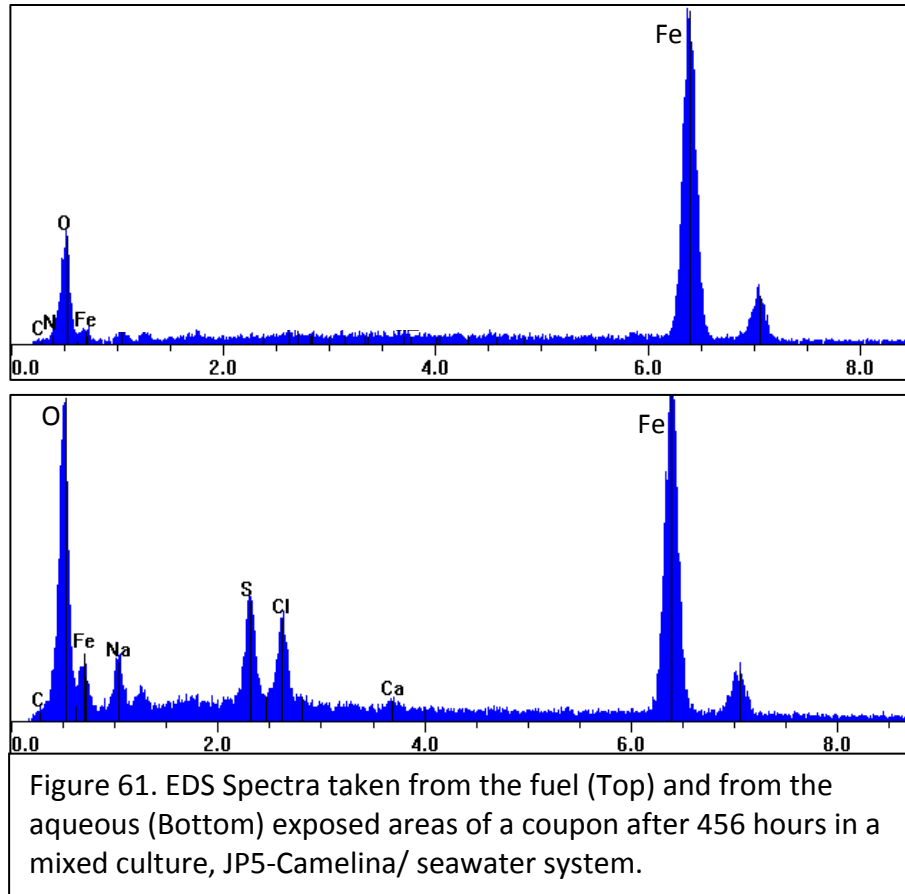 Fe
O
C N Fe
0.0 2.0 4.0 6.0 8.0
O
Fe
S
Cl
Fe
Na
Ca
C
0.0 2.0 4.0 6.0 8.0
Figure 61. EDS Spectra taken from the fuel (Top) and from the
aqueous (Bottom) exposed areas of a coupon after 456 hours in a
mixed culture, JP5-Camelina/ seawater system.